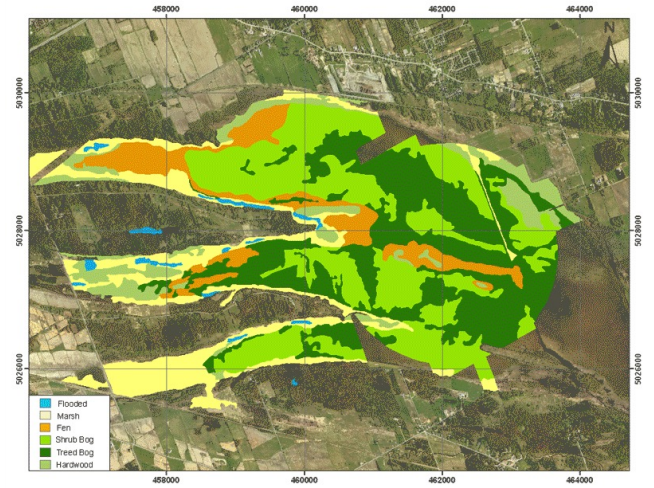 458000 460000 462000 464000
N
5030000 5030000
5028000 5028000
5026000 5026000
Flooded
Marsh
Fen
Shrub Bog
Treed Bog
Hardwood
458000 460000 462000 464000